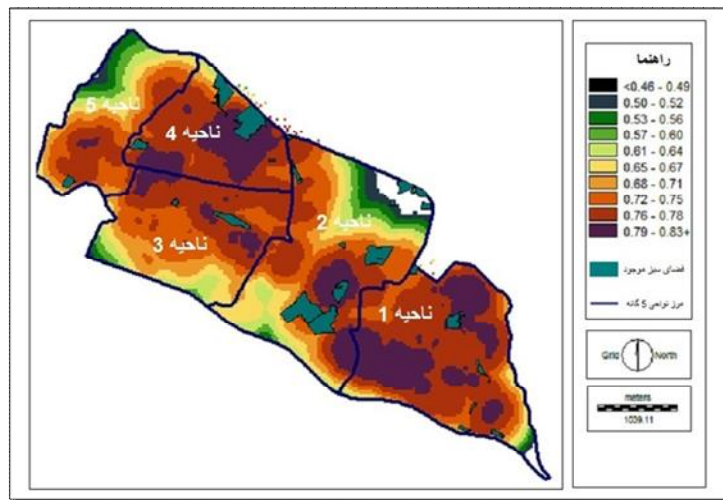 ناحیه 5
ناحیه 4
ناحیه 3
ناحیه 2
ناحیه 1
راهنما
<0.46 - 0.49
0.50 - 0.52
0.53 - 0.56
0.57 - 0.60
0.61 - 0.64
0.65 - 0.67
0.68 - 0.71
0.72 - 0.75
0.76 - 0.78
0.79 - 0.83+
فضای سبز موجود
مرز نواحی 5 گانه
Grid North
meters
1039.11